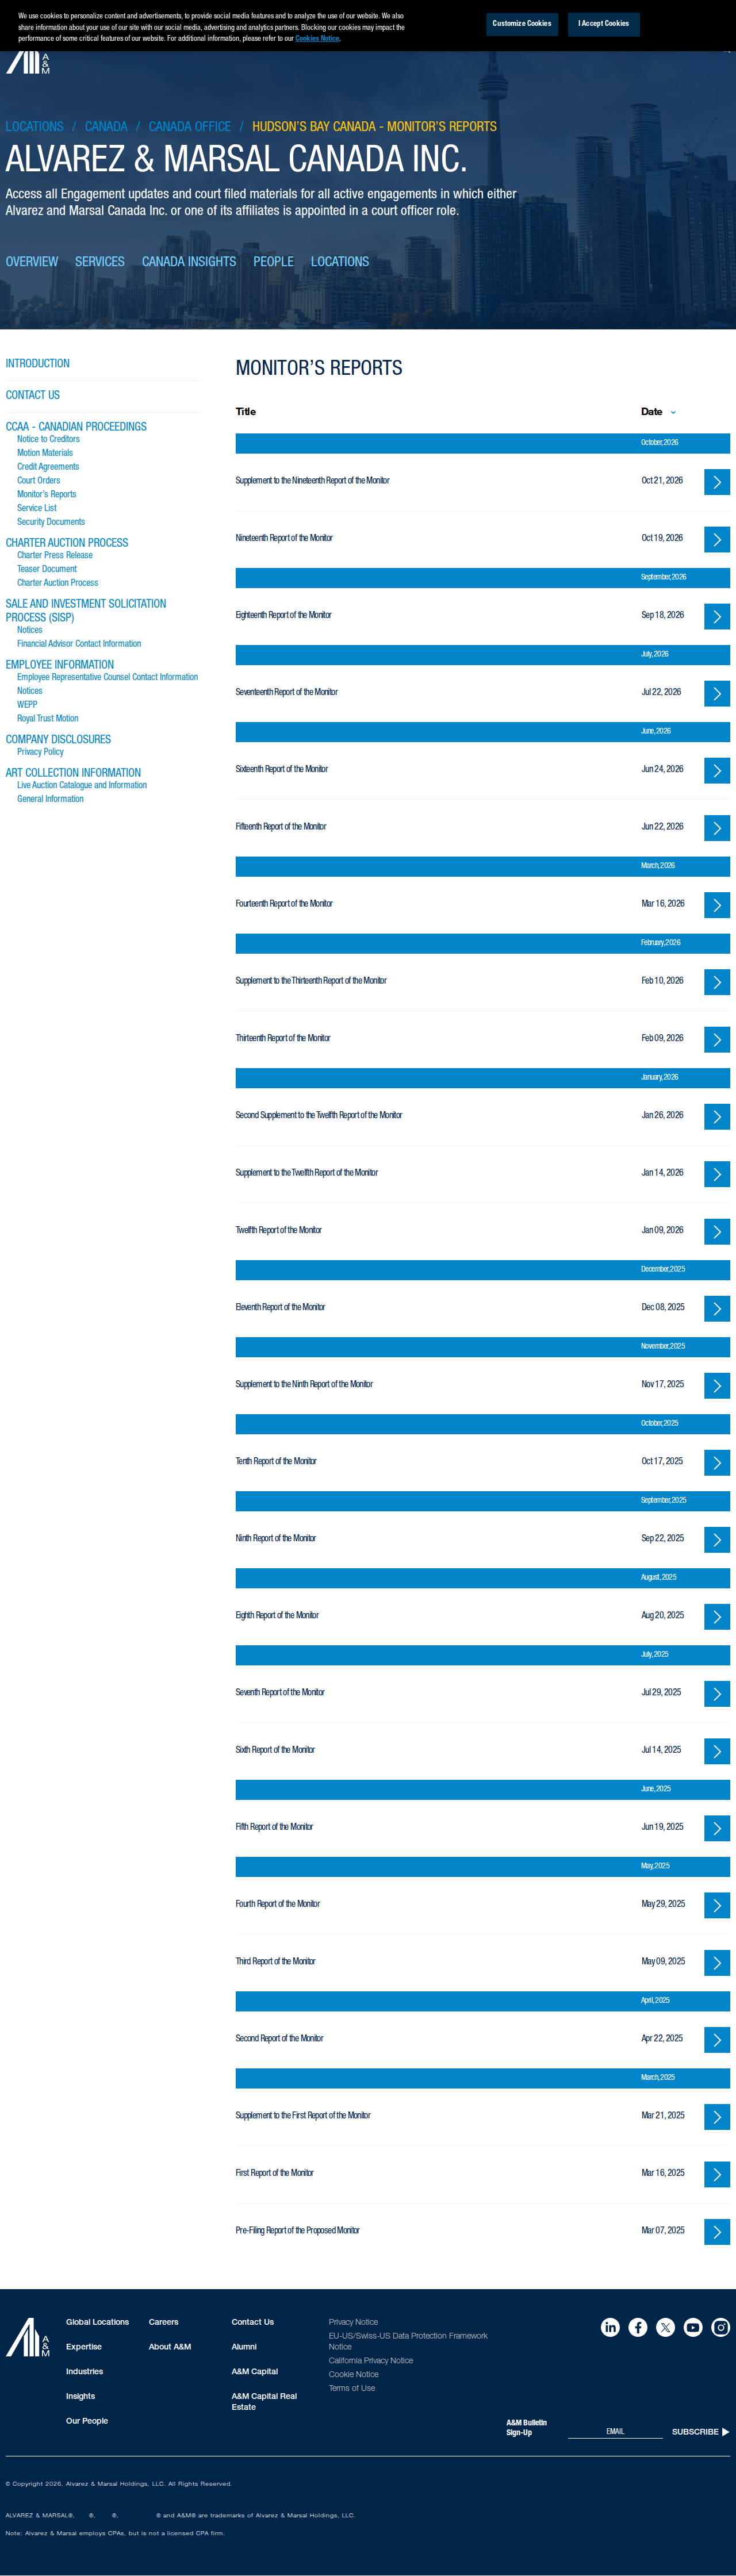 We use cookies to personalize content and advertisements, to provide social media features and to analyze the use of our website. We also
share information about your use of our site with our social media, advertising and analytics partners. Blocking our cookies may impact the
performance of some critical features of our website. For additional information, please refer to our Cookies Notice.
Customize Cookies
I Accept Cookies
A&M
LOCATIONS / CANADA / CANADA OFFICE / HUDSON'S BAY CANADA - MONITOR'S REPORTS
ALVAREZ & MARSAL CANADA INC.
Access all Engagement updates and court filed materials for all active engagements in which either
Alvarez and Marsal Canada Inc. or one of its affiliates is appointed in a court officer role.
OVERVIEW SERVICES CANADA INSIGHTS PEOPLE LOCATIONS
INTRODUCTION
CONTACT US
CCAA - CANADIAN PROCEEDINGS
Notice to Creditors
Motion Materials
Credit Agreements
Court Orders
Monitor's Reports
Service List
Security Documents
CHARTER AUCTION PROCESS
Charter Press Release
Teaser Document
Charter Auction Process
SALE AND INVESTMENT SOLICITATION
PROCESS (SISP)
Notices
Financial Advisor Contact Information
EMPLOYEE INFORMATION
Employee Representative Counsel Contact Information
Notices
WEPP
Royal Trust Motion
COMPANY DISCLOSURES
Privacy Policy
ART COLLECTION INFORMATION
Live Auction Catalogue and Information
General Information
MONITOR'S REPORTS
Title Date
October, 2026
Supplement to the Nineteenth Report of the Monitor Oct 21, 2026
Nineteenth Report of the Monitor Oct 19, 2026
September, 2026
Eighteenth Report of the Monitor Sep 18, 2026
July, 2026
Seventeenth Report of the Monitor Jul 22, 2026
June, 2026
Sixteenth Report of the Monitor Jun 24, 2026
Fifteenth Report of the Monitor Jun 22, 2026
March, 2026
Fourteenth Report of the Monitor Mar 16, 2026
February, 2026
Supplement to the Thirteenth Report of the Monitor Feb 10, 2026
Thirteenth Report of the Monitor Feb 09, 2026
January, 2026
Second Supplement to the Twelfth Report of the Monitor Jan 26, 2026
Supplement to the Twelfth Report of the Monitor Jan 14, 2026
Twelfth Report of the Monitor Jan 09, 2026
December, 2025
Eleventh Report of the Monitor Dec 08, 2025
November, 2025
Supplement to the Ninth Report of the Monitor Nov 17, 2025
October, 2025
Tenth Report of the Monitor Oct 17, 2025
September, 2025
Ninth Report of the Monitor Sep 22, 2025
August, 2025
Eighth Report of the Monitor Aug 20, 2025
July, 2025
Seventh Report of the Monitor Jul 29, 2025
Sixth Report of the Monitor Jul 14, 2025
June, 2025
Fifth Report of the Monitor Jun 19, 2025
May, 2025
Fourth Report of the Monitor May 29, 2025
Third Report of the Monitor May 09, 2025
April, 2025
Second Report of the Monitor Apr 22, 2025
March, 2025
Supplement to the First Report of the Monitor Mar 21, 2025
First Report of the Monitor Mar 16, 2025
Pre-Filing Report of the Proposed Monitor Mar 07, 2025
A&M
Global Locations
Expertise
Industries
Insights
Our People
Careers
About A&M
Contact Us
Alumni
A&M Capital
A&M Capital Real
Estate
Privacy Notice
EU-US/Swiss-US Data Protection Framework
Notice
California Privacy Notice
Cookie Notice
Terms of Use
A&M Bulletin
Sign-Up
EMAIL
SUBSCRIBE
© Copyright 2026, Alvarez & Marsal Holdings, LLC. All Rights Reserved.
ALVAREZ & MARSAL®, ®, ®, ® and A&M® are trademarks of Alvarez & Marsal Holdings, LLC.
Note: Alvarez & Marsal employs CPAs, but is not a licensed CPA firm.